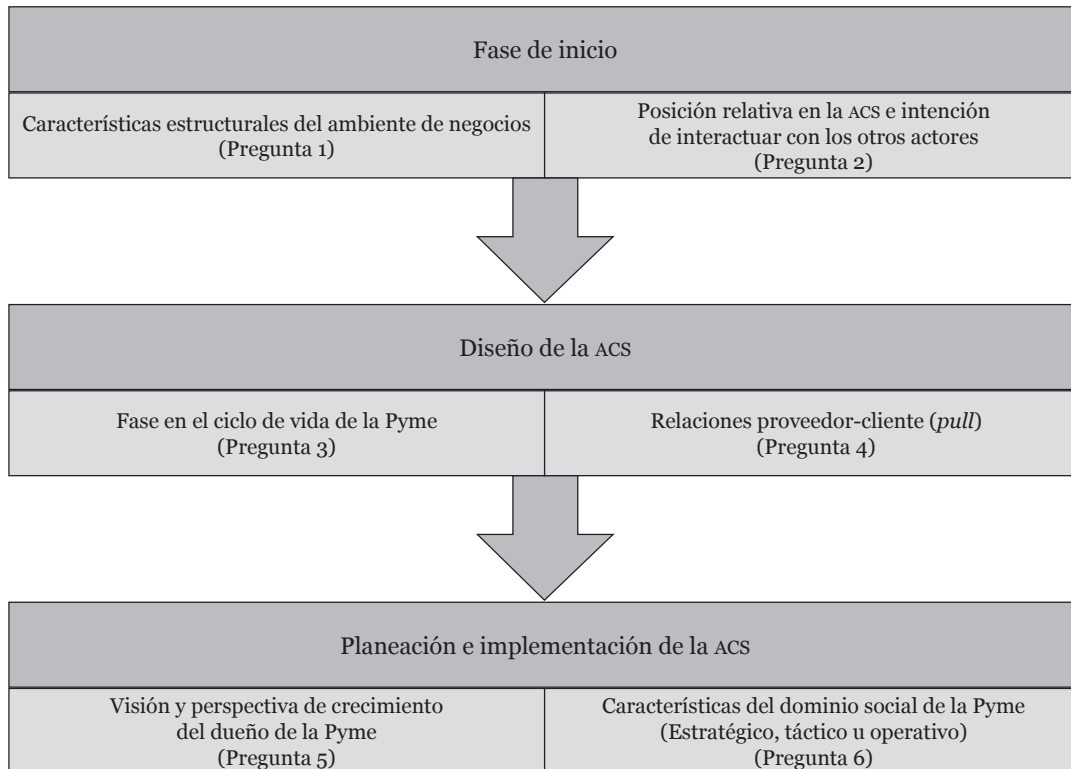 Fase de inicio
Características estructurales del ambiente de negocios
(Pregunta 1)
Posición relativa en la ACS e intención
de interactuar con los otros actores
(Pregunta 2)
Diseño de la ACS
Fase en el ciclo de vida de la Pyme
(Pregunta 3)
Relaciones proveedor-cliente (pull)
(Pregunta 4)
Planeación e implementación de la ACS
Visión y perspectiva de crecimiento
del dueño de la Pyme
(Pregunta 5)
Características del dominio social de la Pyme
(Estratégico, táctico u operativo)
(Pregunta 6)